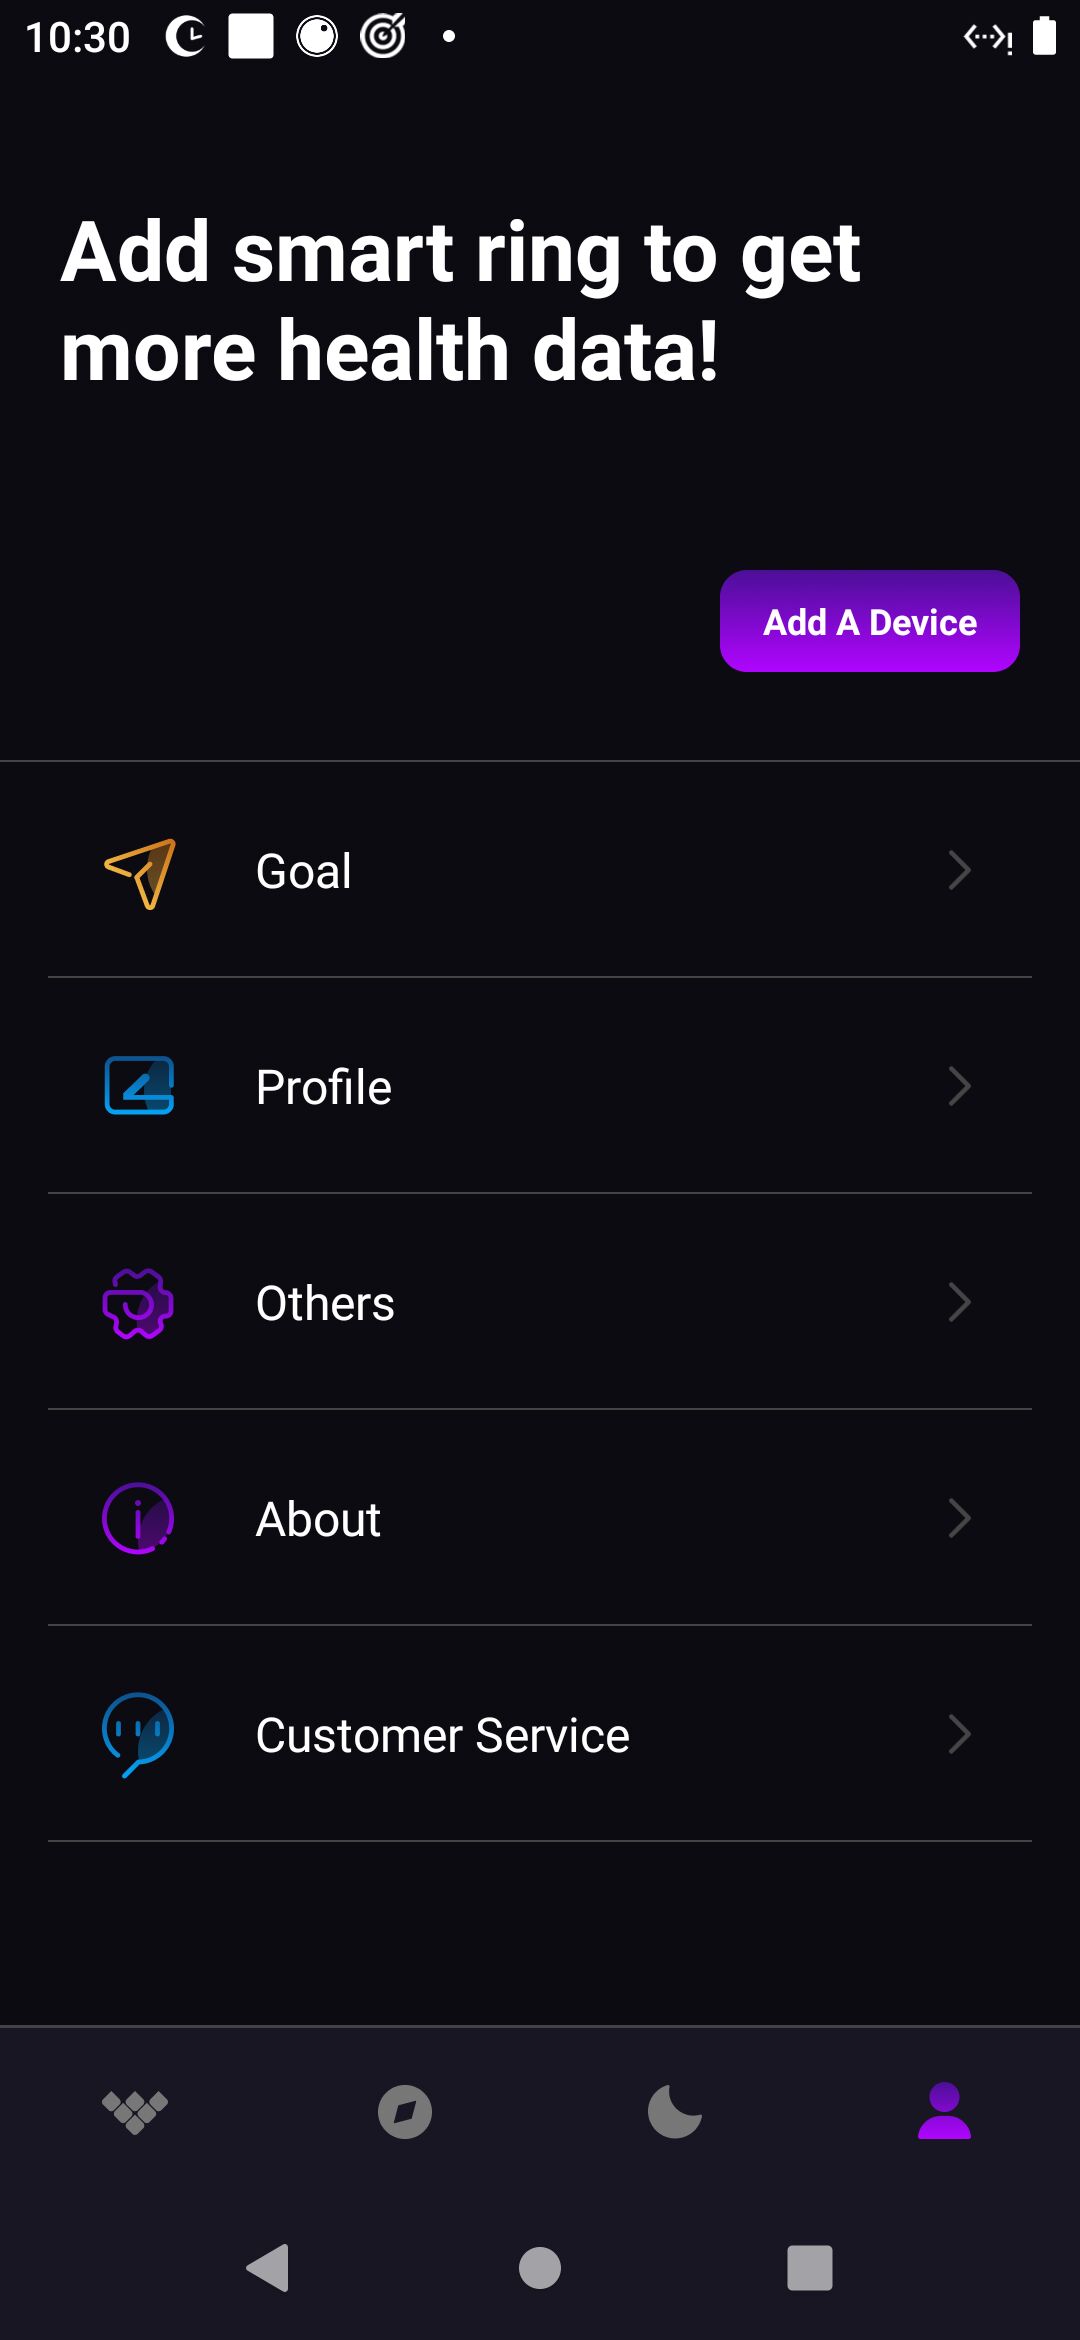 10:30
Add smart ring to get
more health data!
Add A Device
Goal
Profile
Others
About
Customer Service